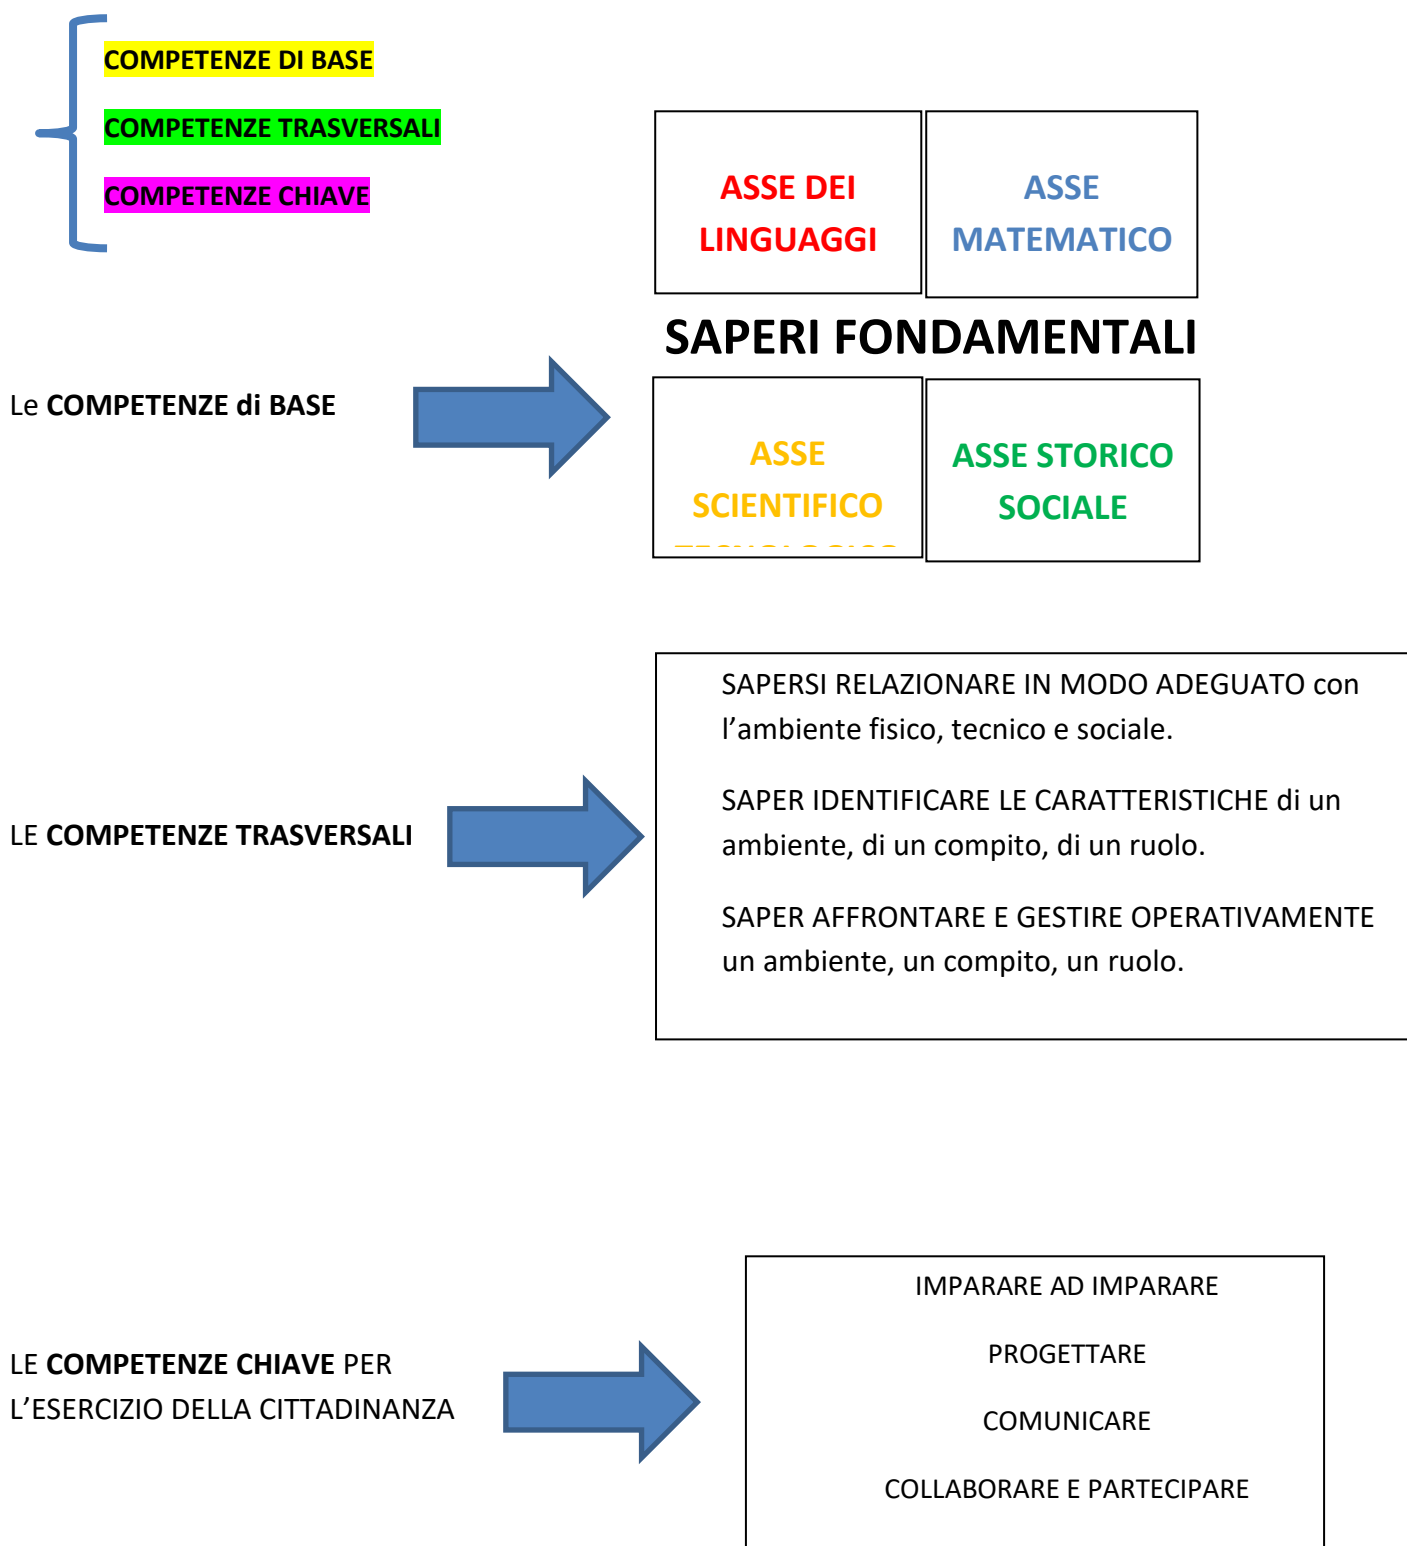 COMPETENZE DI BASE
COMPETENZE TRASVERSALI
COMPETENZE CHIAVE
ASSE DEI
LINGUAGGI
ASSE
MATEMATICO
SAPERI FONDAMENTALI
Le COMPETENZE di BASE
ASSE
SCIENTIFICO
ASSE STORICO
SOCIALE
LE COMPETENZE TRASVERSALI
SAPERSI RELAZIONARE IN MODO ADEGUATO con
l’ambiente fisico, tecnico e sociale.
SAPER IDENTIFICARE LE CARATTERISTICHE di un
ambiente, di un compito, di un ruolo.
SAPER AFFRONTARE E GESTIRE OPERATIVAMENTE
un ambiente, un compito, un ruolo.
LE COMPETENZE CHIAVE PER
L’ESERCIZIO DELLA CITTADINANZA
IMPARARE AD IMPARARE
PROGETTARE
COMUNICARE
COLLABORARE E PARTECIPARE